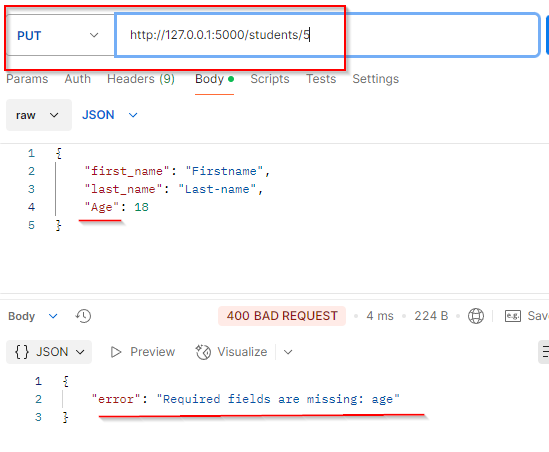 PUT http://127.0.0.1:5000/students/5
Params Auth Headers (9) Body Scripts Tests Settings
raw JSON
1 {
2 "first_name": "Firstname",
3 "last_name": "Last-name",
4 "Age": 18
5 }
Body 400 BAD REQUEST 4 ms 224 B e.g. Sav
{} JSON Preview Visualize
1 {
2 "error": "Required fields are missing: age"
3 }